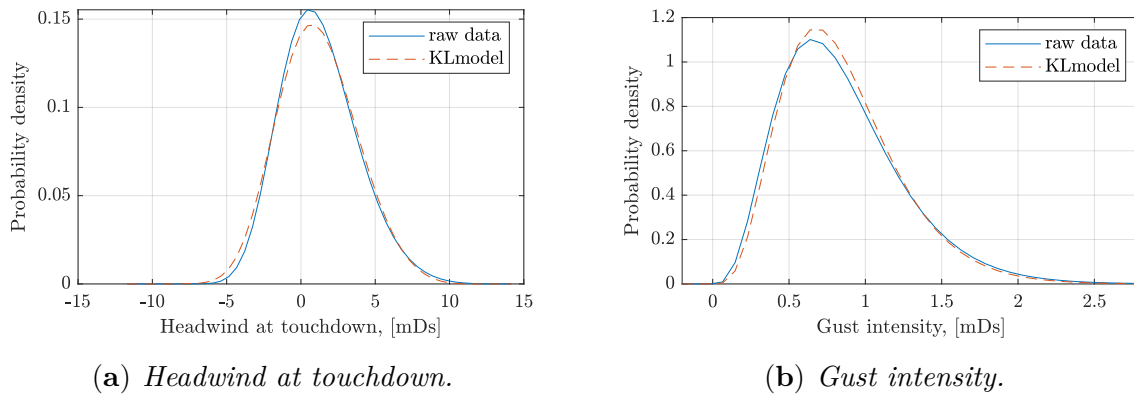 0.15
0.1
0.05
0
Probability density
-15 -10 -5 0 5 10 15
Headwind at touchdown, [mDs]
raw data
KLmodel
(a) Headwind at touchdown.
1.2
1
0.8
0.6
0.4
0.2
0
Probability density
0 0.5 1 1.5 2 2.5
Gust intensity, [mDs]
raw data
KLmodel
(b) Gust intensity.